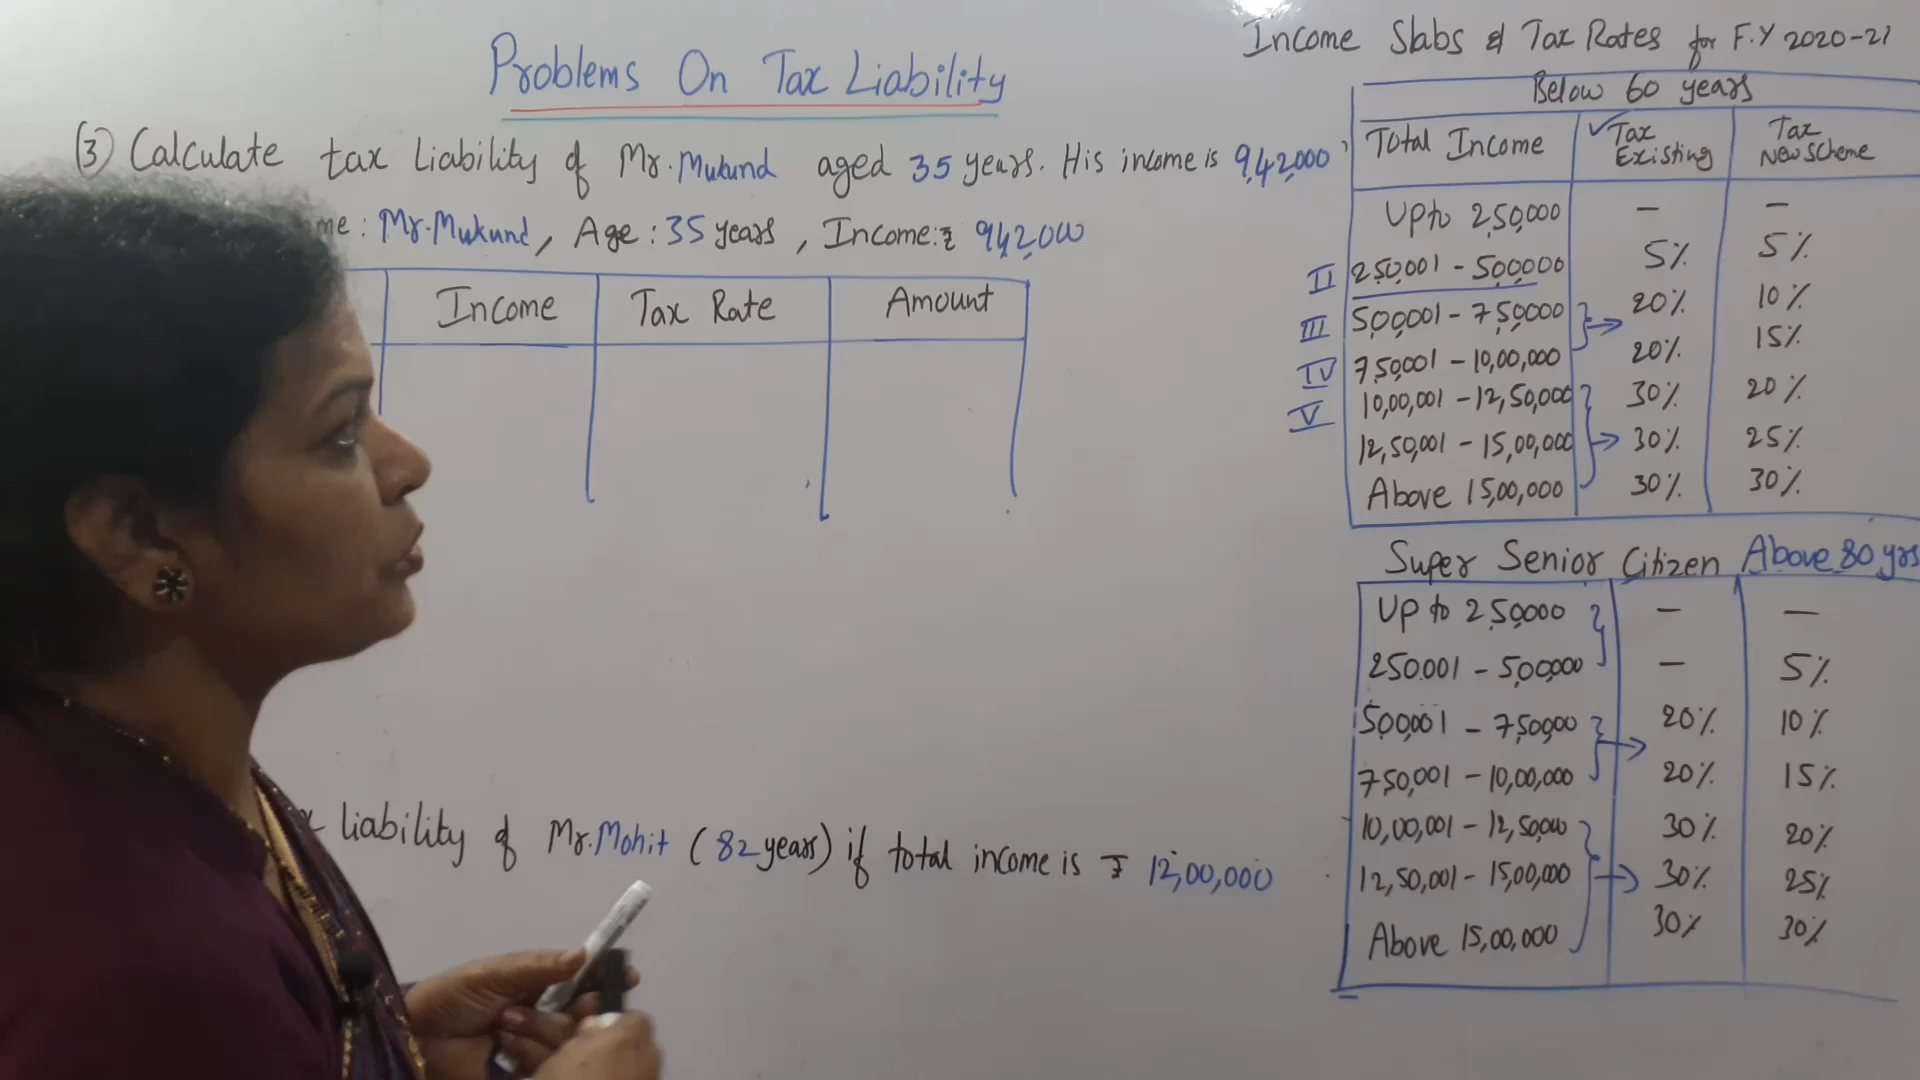 Problems On Tax Liability
(3) Calculate tax liability of Mr. Mukund aged 35 years. His income is 9,42,000
: Mr. Mukund, Age : 35 years, Income: ₹ 942000
Income Tax Rate Amount
liability of Mr. Mohit (82 years) if total income is ₹ 12,00,000
Income Slabs & Tax Rates for F.Y 2020-21
Below 60 years
Total Income ✓Tax Existing Tax New Scheme
Upto 2,50,000 — —
II 2,50,001 - 5,00,000 5% 5%
III 5,00,001 - 7,50,000 20% 10%
IV 7,50,001 - 10,00,000 20% 15%
V 10,00,001 - 12,50,000 30% 20%
12,50,001 - 15,00,000 30% 25%
Above 15,00,000 30% 30%
Super Senior Citizen Above 80 yrs
Up to 2,50,000 — —
250001 - 5,00,000 — 5%
5,00,001 - 7,50,000 20% 10%
7,50,001 - 10,00,000 20% 15%
10,00,001 - 12,50,000 30% 20%
12,50,001 - 15,00,000 30% 25%
Above 15,00,000 30% 30%